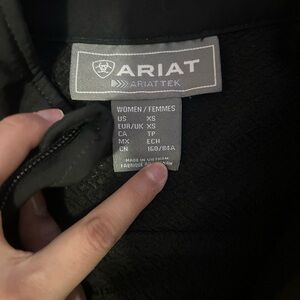 ARIAT
ARIATTEK
WOMEN / FEMMES
US XS
EUR/UK XS
CA TP
MX ECH
CN 160/84A
MADE IN VIETNAM
FABRIQUÉ